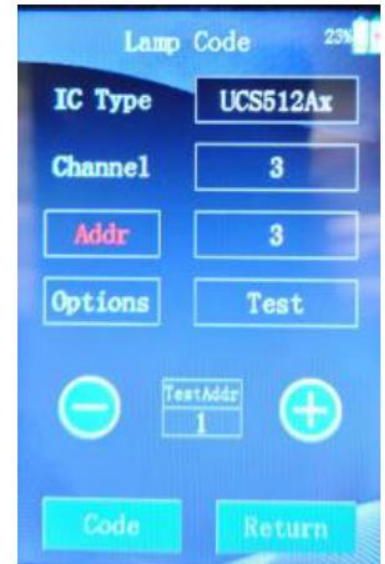 Lamp Code 23%
IC Type UCS512Ax
Channel 3
Addr 3
Options Test
TestAddr
1
Code Return